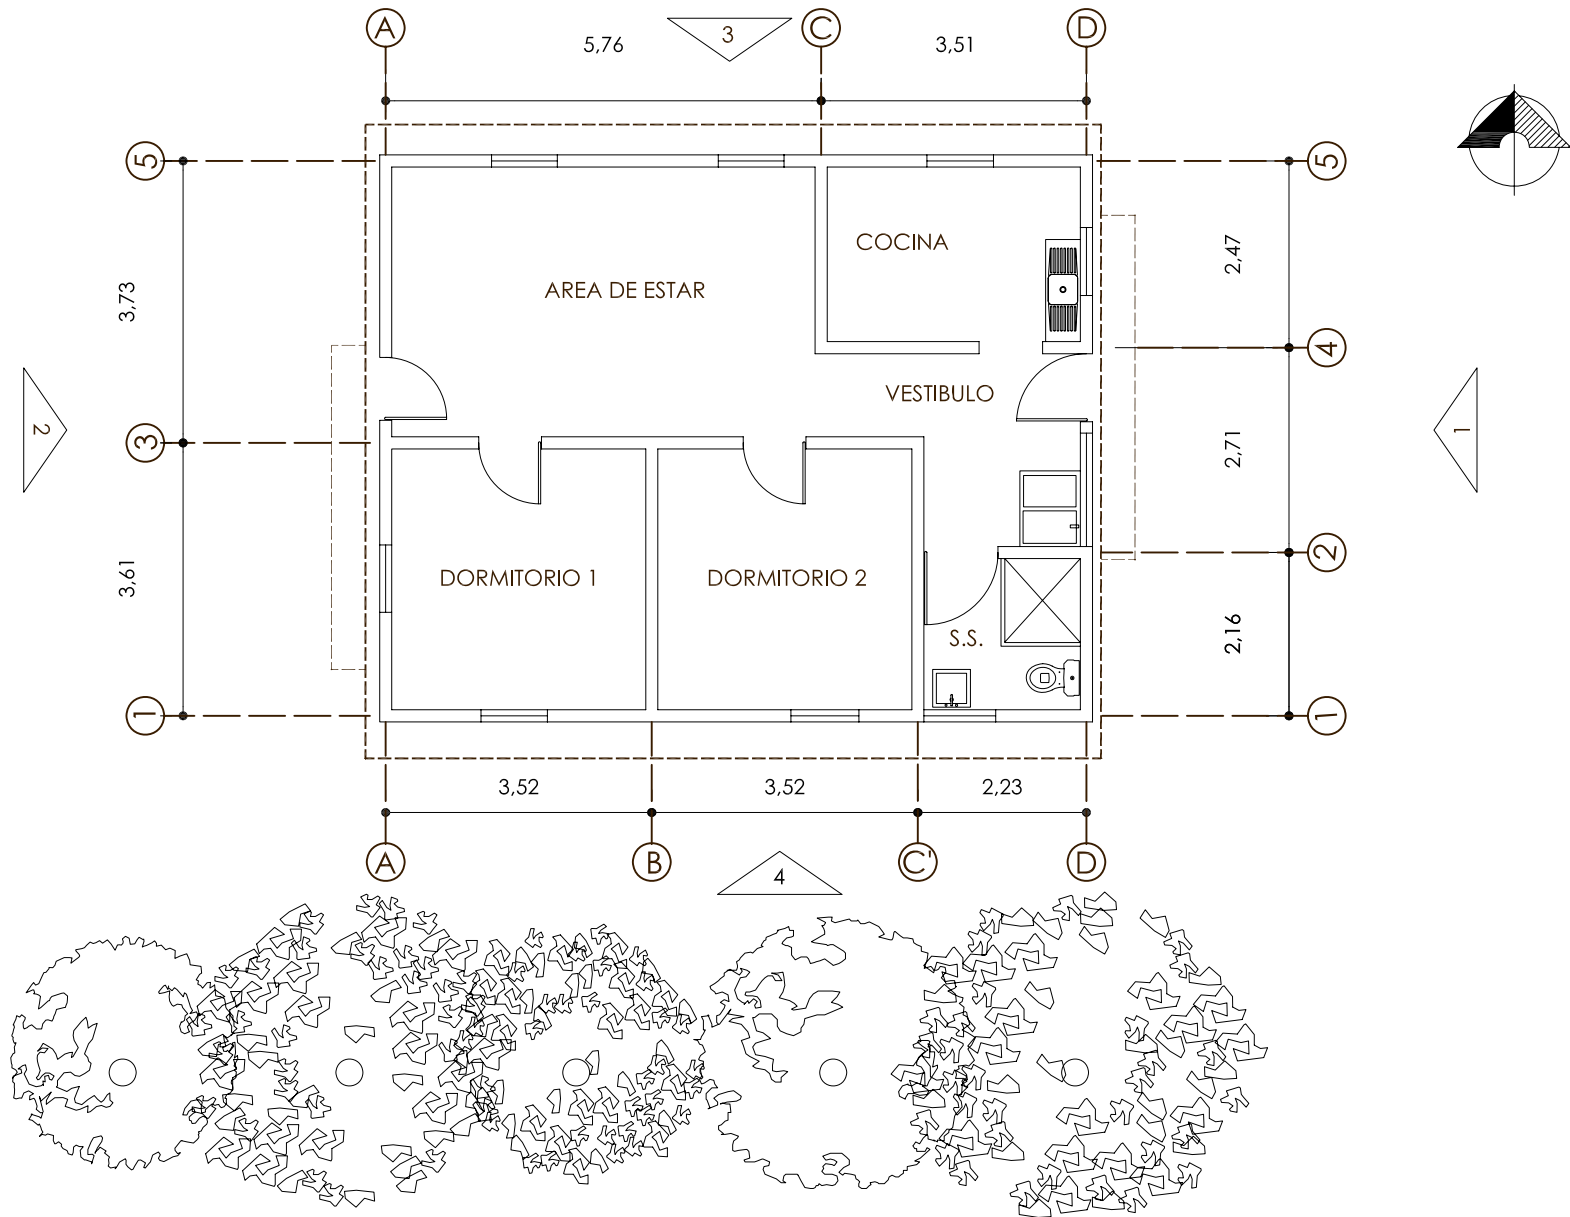 A
C
D
5,76
3
3,51
5
5
COCINA
2,47
AREA DE ESTAR
3,73
4
VESTIBULO
2
3
1
2,71
2
DORMITORIO 1
DORMITORIO 2
3,61
S.S.
2,16
1
1
3,52
3,52
2,23
A
B
C'
D
4